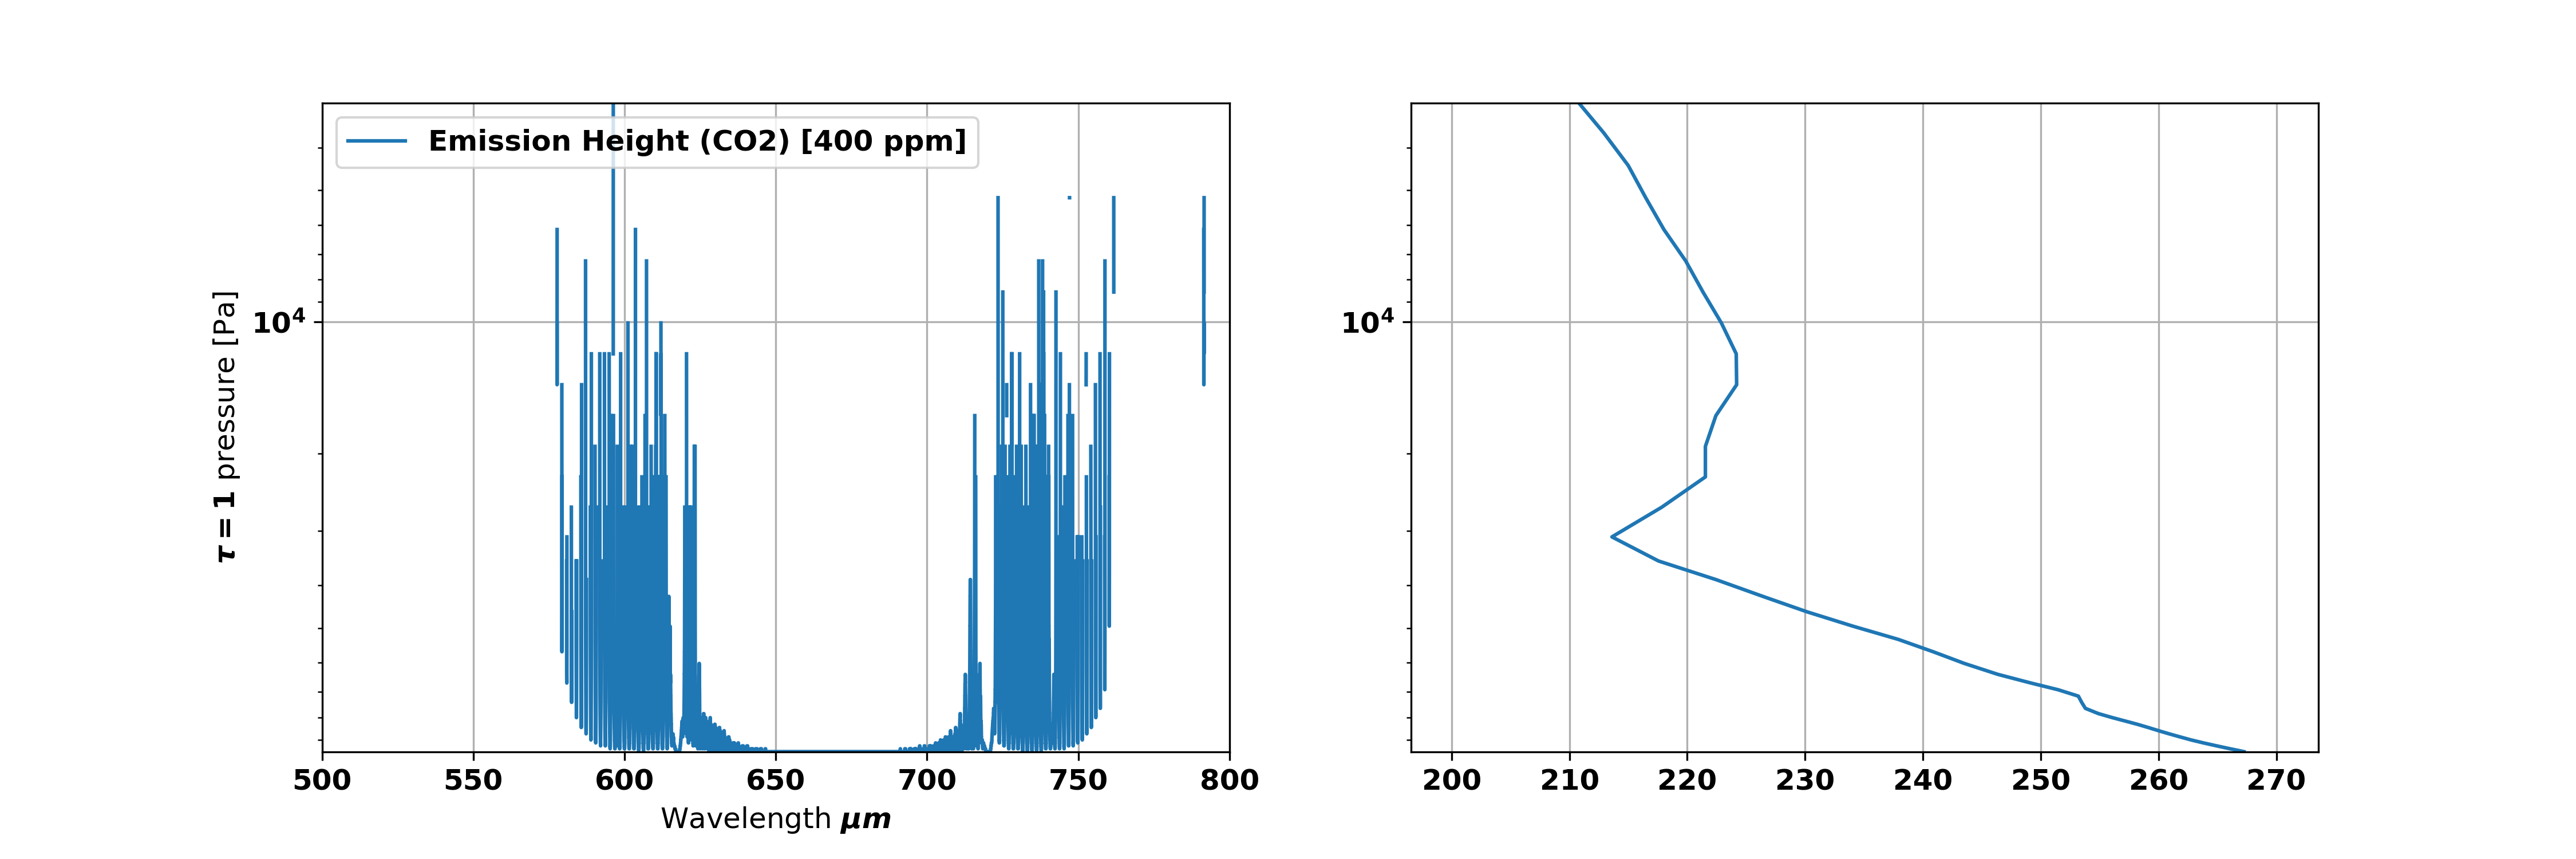 Emission Height (CO2) [400 ppm]
10⁴
τ = 1 pressure [Pa]
500 550 600 650 700 750 800
Wavelength μm
10⁴
200 210 220 230 240 250 260 270